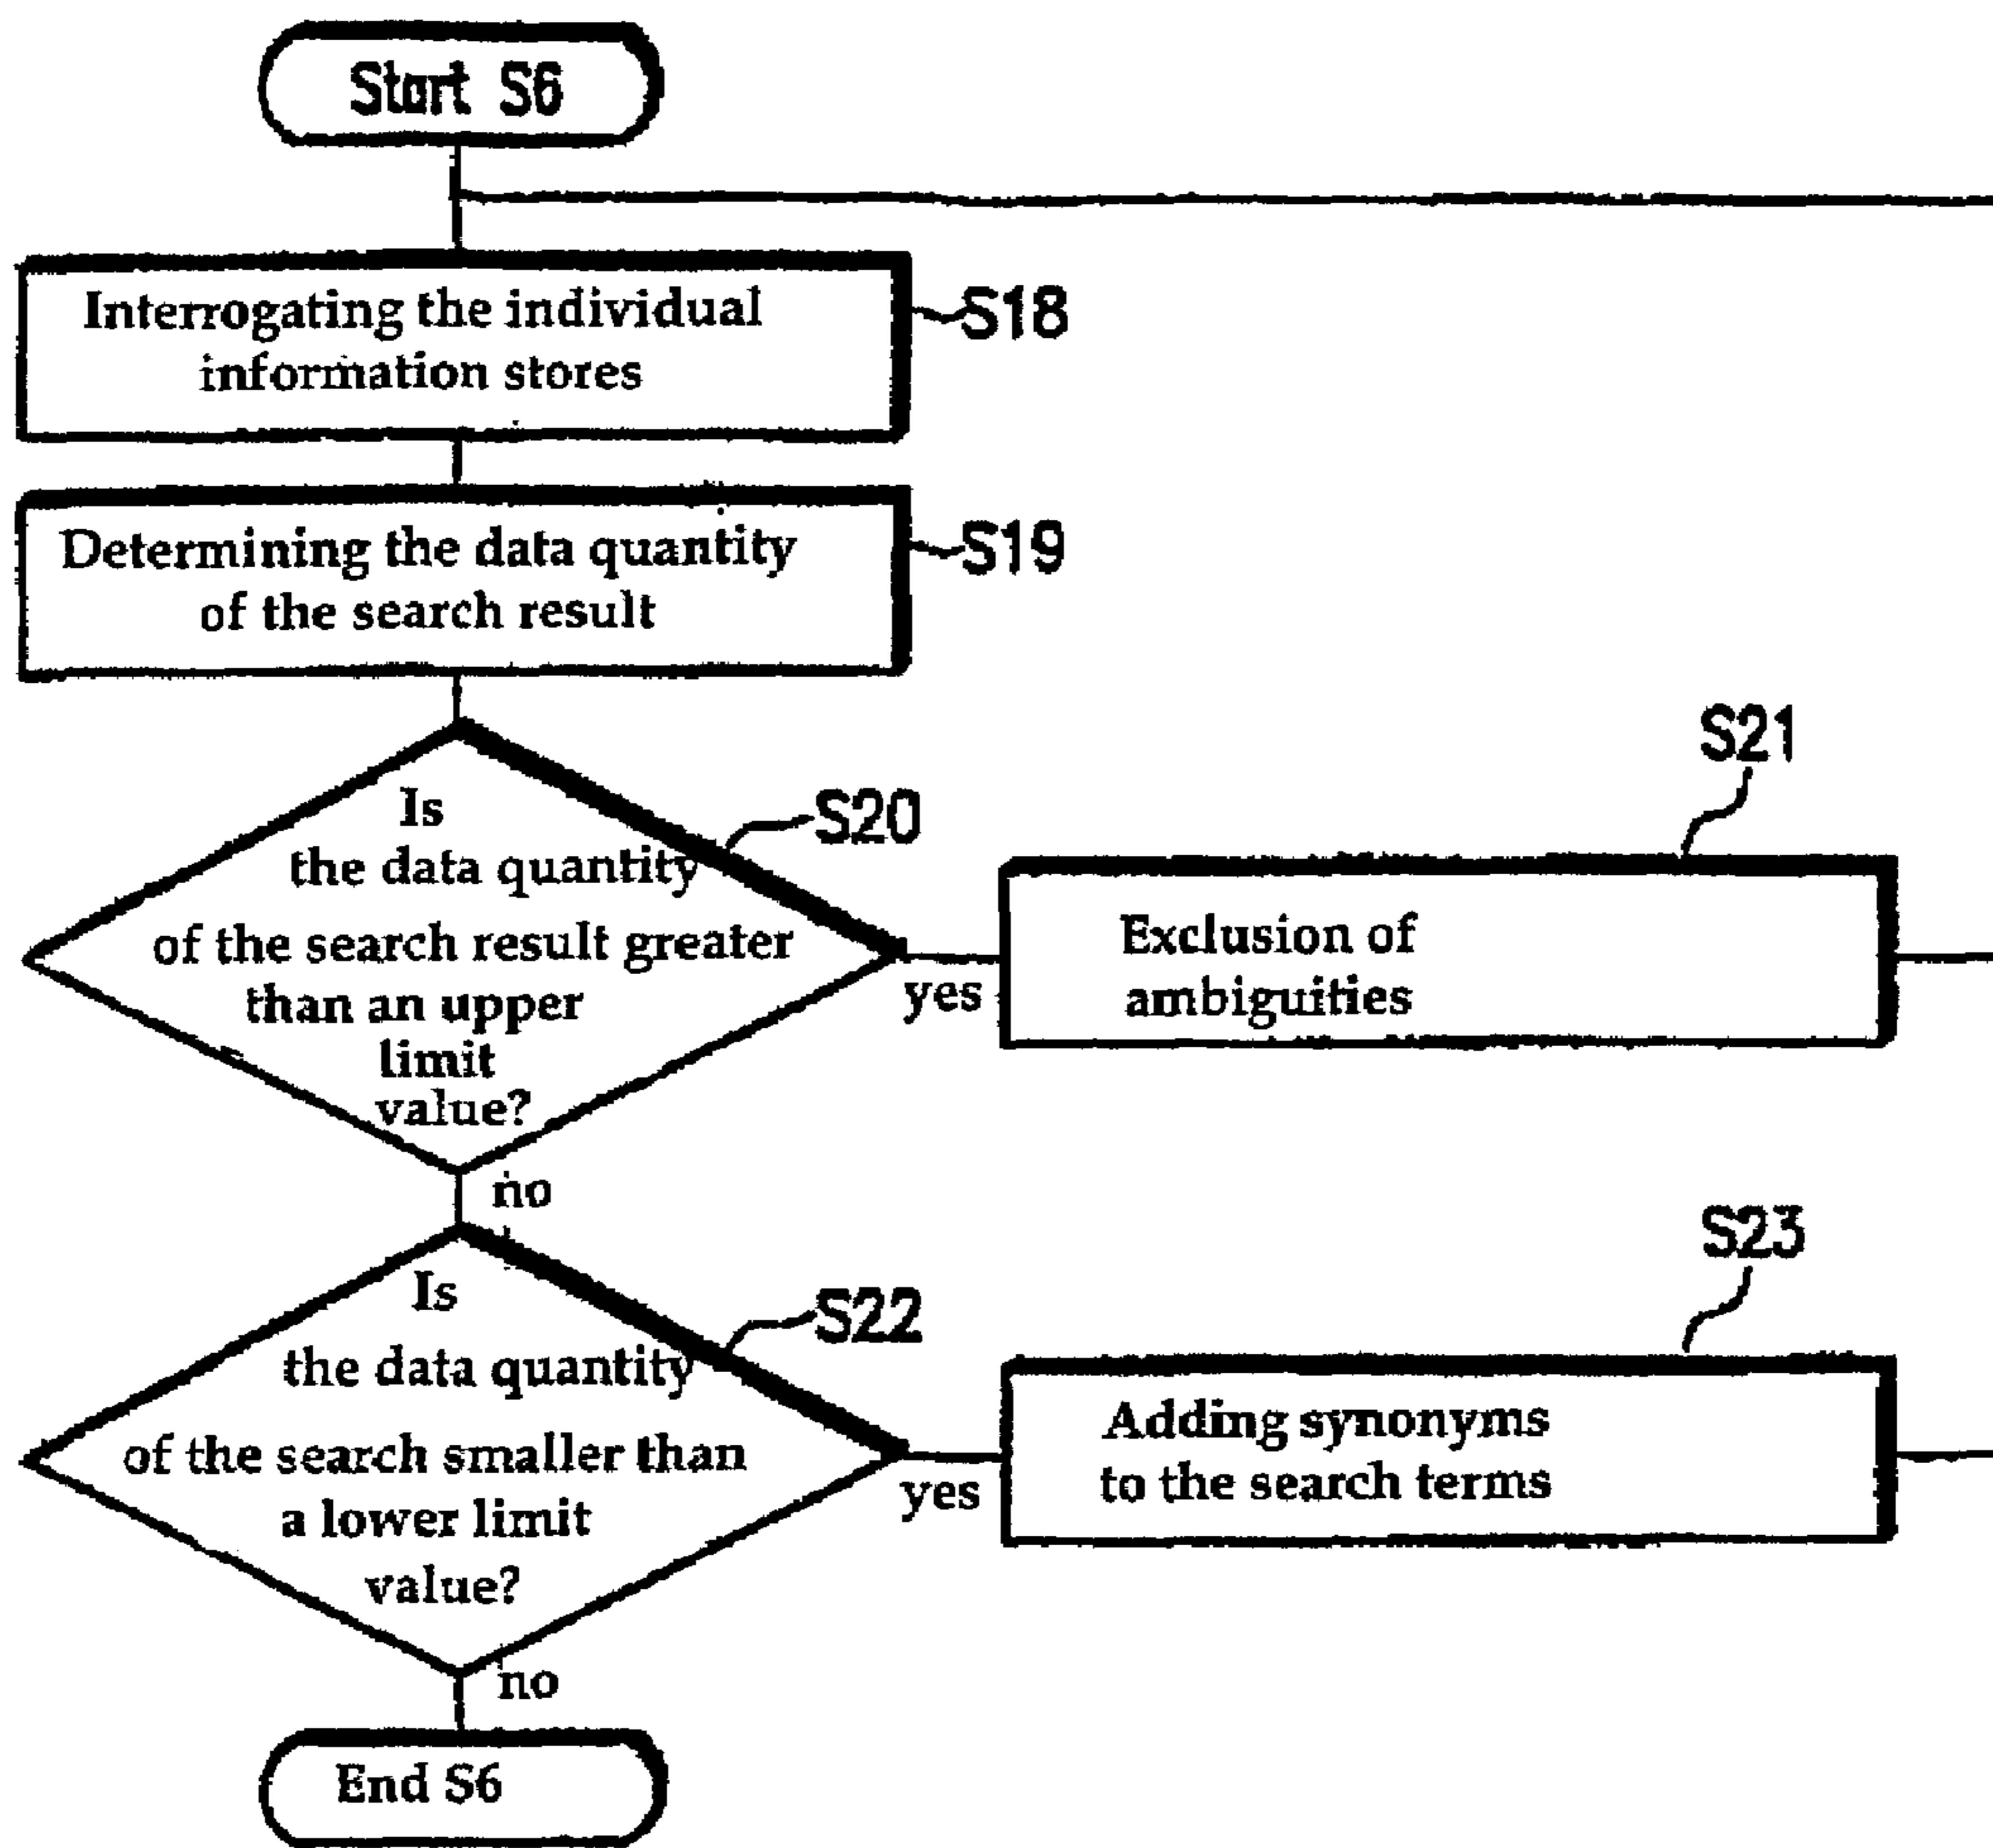 Start S6
Interrogating the individual
information stores
S18
Determining the data quantity
of the search result
S19
Is
the data quantity
of the search result greater
than an upper
limit
value?
S20
yes
S21
Exclusion of
ambiguities
no
Is
the data quantity
of the search smaller than
a lower limit
value?
S22
yes
S23
Adding synonyms
to the search terms
no
End S6